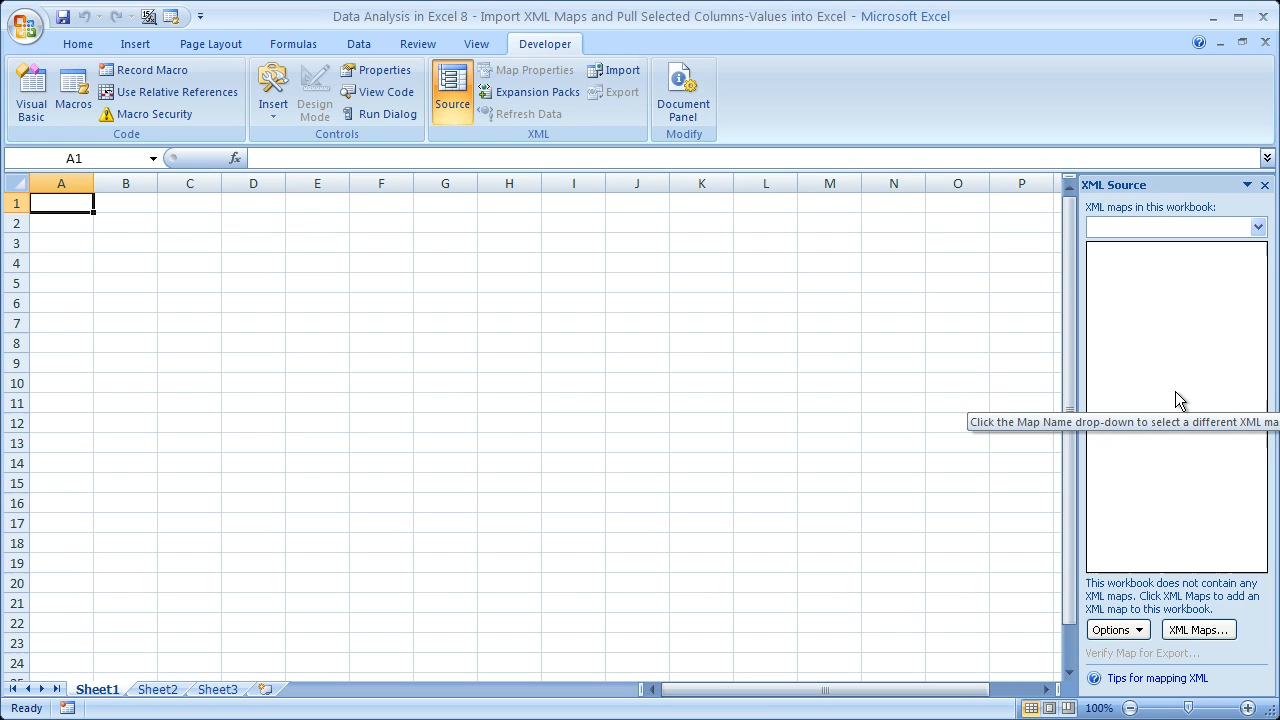 Data Analysis in Excel 8 - Import XML Maps and Pull Selected Columns-Values into Excel - Microsoft Excel
Home Insert Page Layout Formulas Data Review View Developer
Visual Basic
Macros
Record Macro
Use Relative References
Macro Security
Code
Insert
Design Mode
Properties
View Code
Run Dialog
Controls
Source
Map Properties
Expansion Packs
Refresh Data
Import
Export
XML
Document Panel
Modify
A1
fx
A B C D E F G H I J K L M N O P
1
2
3
4
5
6
7
8
9
10
11
12
13
14
15
16
17
18
19
20
21
22
23
24
XML Source
XML maps in this workbook:
Click the Map Name drop-down to select a different XML ma
This workbook does not contain any
XML maps. Click XML Maps to add an
XML map to this workbook.
Options
XML Maps...
Verify Map for Export...
Tips for mapping XML
Sheet1 Sheet2 Sheet3
Ready
100%